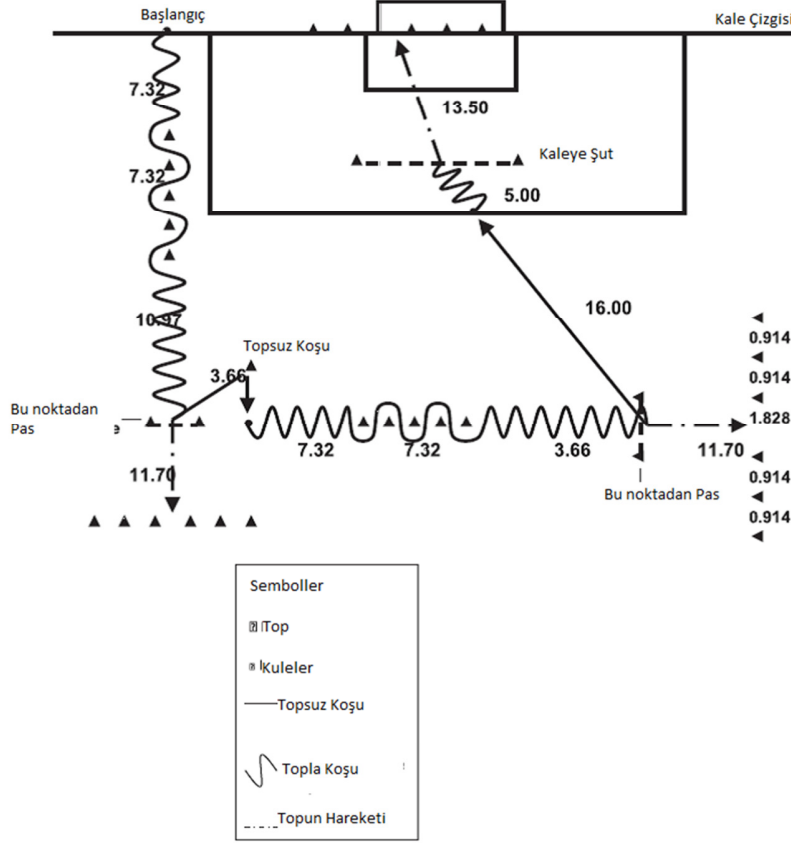 Başlangıç
Kale Çizgisi
7.32
13.50
Kaleye Şut
7.32
5.00
16.00
10.97
0.914
Topsuz Koşu
0.914
3.66
Bu noktadan
Pas
e
1.828
7.32
7.32
3.66
11.70
11.70
0.914
Bu noktadan Pas
0.914
Semboller
Top
Kuleler
Topsuz Koşu
Topla Koşu
Topun Hareketi